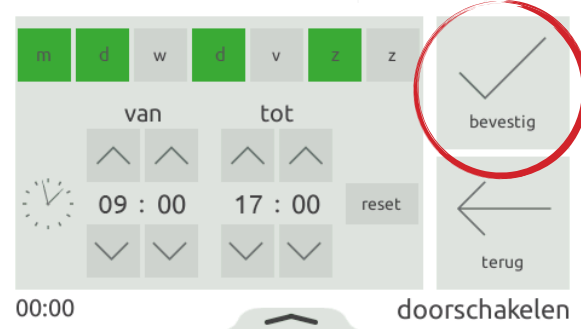 m d w d v z z
bevestig
van tot
09 : 00 17 : 00 reset
terug
00:00 doorschakelen